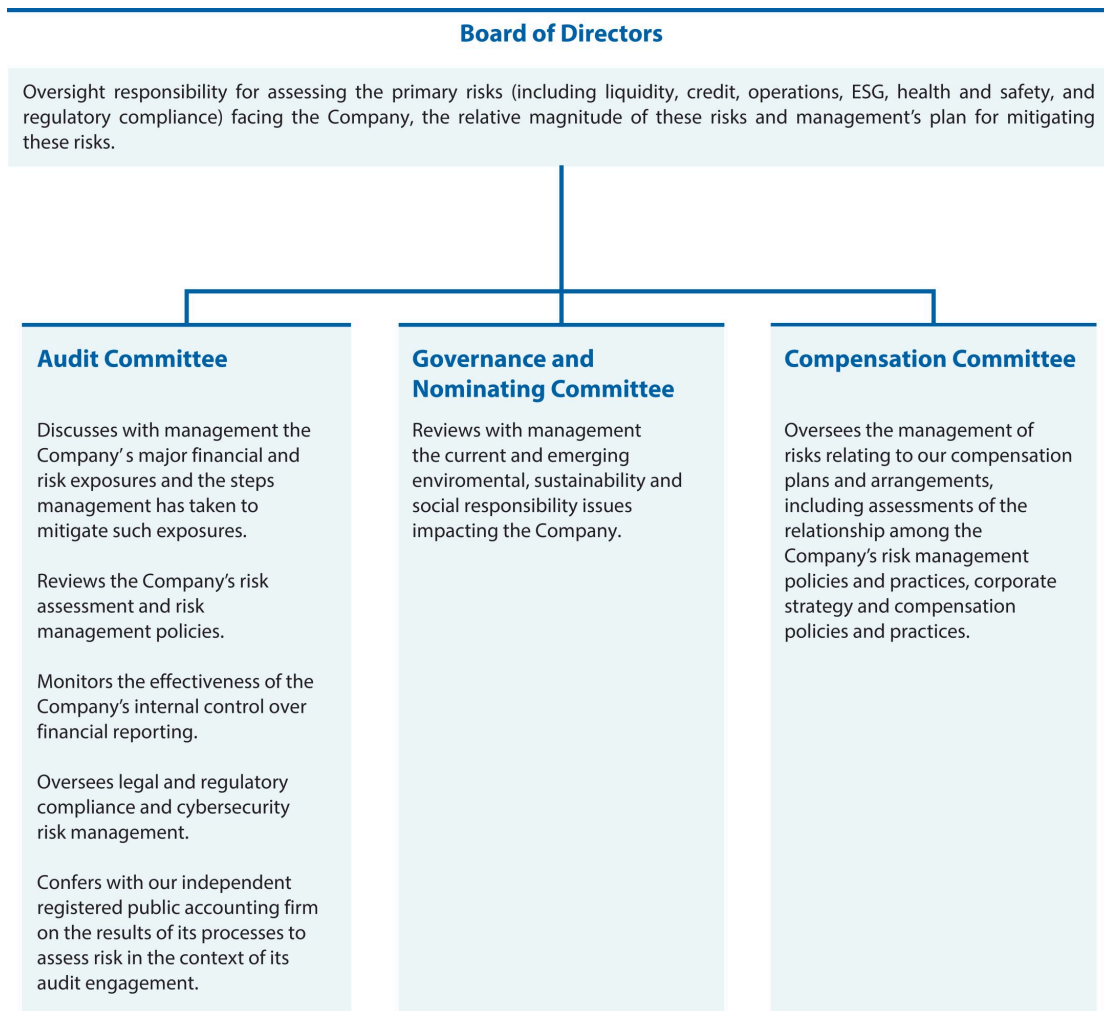 Board of Directors
Oversight responsibility for assessing the primary risks (including liquidity, credit, operations, ESG, health and safety, and
regulatory compliance) facing the Company, the relative magnitude of these risks and management’s plan for mitigating
these risks.
Audit Committee
Discusses with management the
Company’ s major financial and
risk exposures and the steps
management has taken to
mitigate such exposures.
Reviews the Company’s risk
assessment and risk
management policies.
Monitors the effectiveness of the
Company’s internal control over
financial reporting.
Oversees legal and regulatory
compliance and cybersecurity
risk management.
Confers with our independent
registered public accounting firm
on the results of its processes to
assess risk in the context of its
audit engagement.
Governance and
Nominating Committee
Reviews with management
the current and emerging
enviromental, sustainability and
social responsibility issues
impacting the Company.
Compensation Committee
Oversees the management of
risks relating to our compensation
plans and arrangements,
including assessments of the
relationship among the
Company’s risk management
policies and practices, corporate
strategy and compensation
policies and practices.